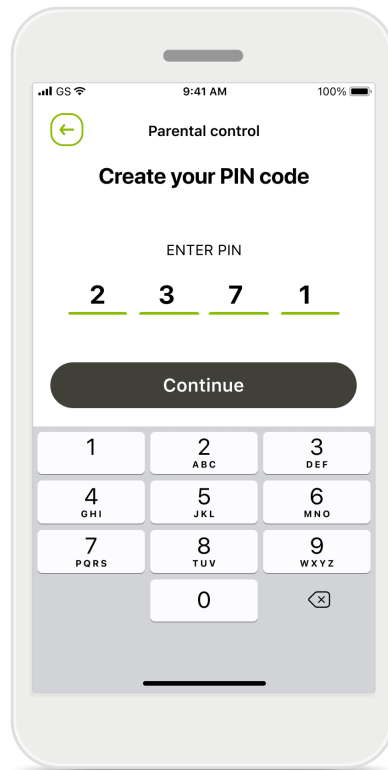 GS 9:41 AM 100%
Parental control
Create your PIN code
ENTER PIN
2 3 7 1
Continue
1 2 3
ABC DEF
4 5 6
GHI JKL MNO
7 8 9
PQRS TUV WXYZ
0